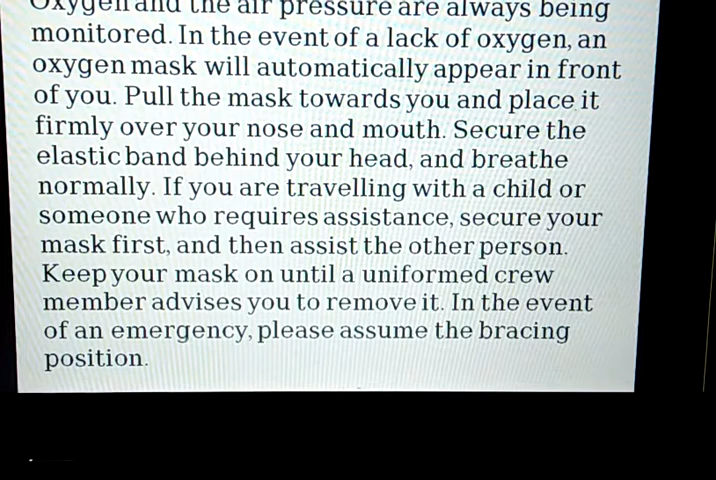 Oxygen and the air pressure are always being
monitored. In the event of a lack of oxygen, an
oxygen mask will automatically appear in front
of you. Pull the mask towards you and place it
firmly over your nose and mouth. Secure the
elastic band behind your head, and breathe
normally. If you are travelling with a child or
someone who requires assistance, secure your
mask first, and then assist the other person.
Keep your mask on until a uniformed crew
member advises you to remove it. In the event
of an emergency, please assume the bracing
position.